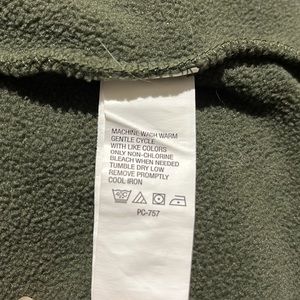 MACHINE WASH WARM
GENTLE CYCLE
WITH LIKE COLORS
ONLY NON-CHLORINE
BLEACH WHEN NEEDED
TUMBLE DRY LOW
REMOVE PROMPTLY
COOL IRON
PC-757